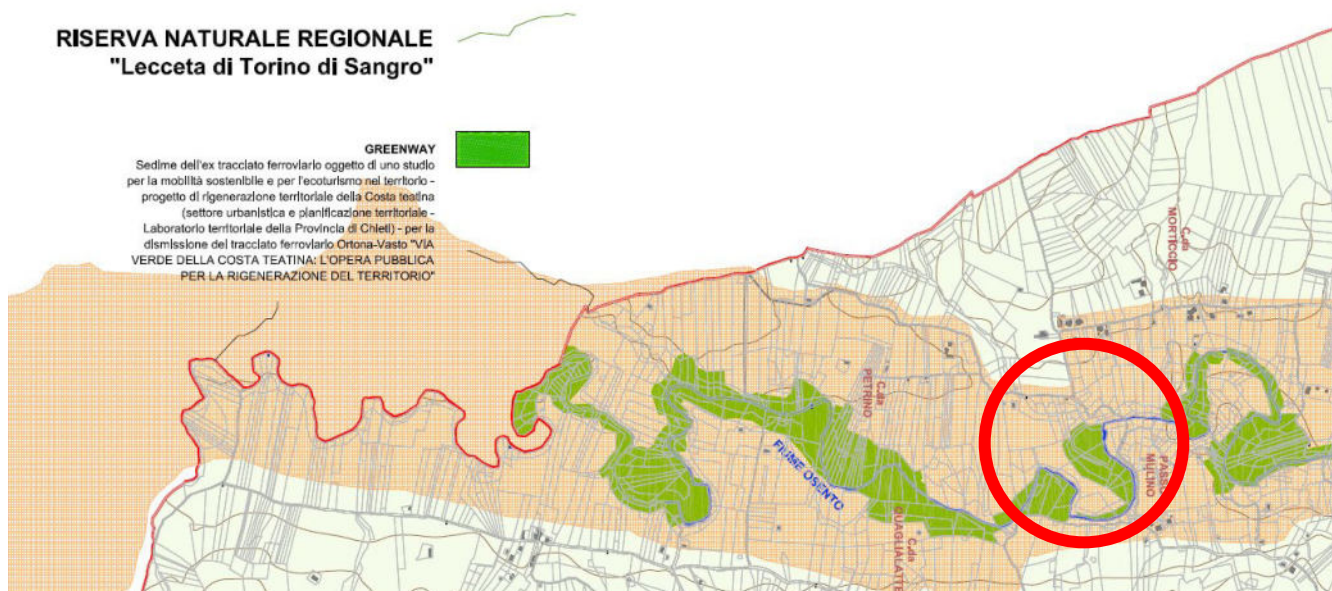 RISERVA NATURALE REGIONALE
"Lecceta di Torino di Sangro"
GREENWAY
Sedime dell'ex tracciato ferroviario oggetto di uno studio
per la mobilità sostenibile e per l'ecoturismo nel territorio -
progetto di rigenerazione territoriale della Costa teatina
(settore urbanistica e pianificazione territoriale -
Laboratorio territoriale della Provincia di Chieti) - per la
dismissione del tracciato ferroviario Ortona-Vasto "VIA
VERDE DELLA COSTA TEATINA: L'OPERA PUBBLICA
PER LA RIGENERAZIONE DEL TERRITORIO"
C.da
MORTICCIO
C.da
PETRINO
FIUME OSENTO
PASSO
MULINO
C.da
QUAGLIALATTE